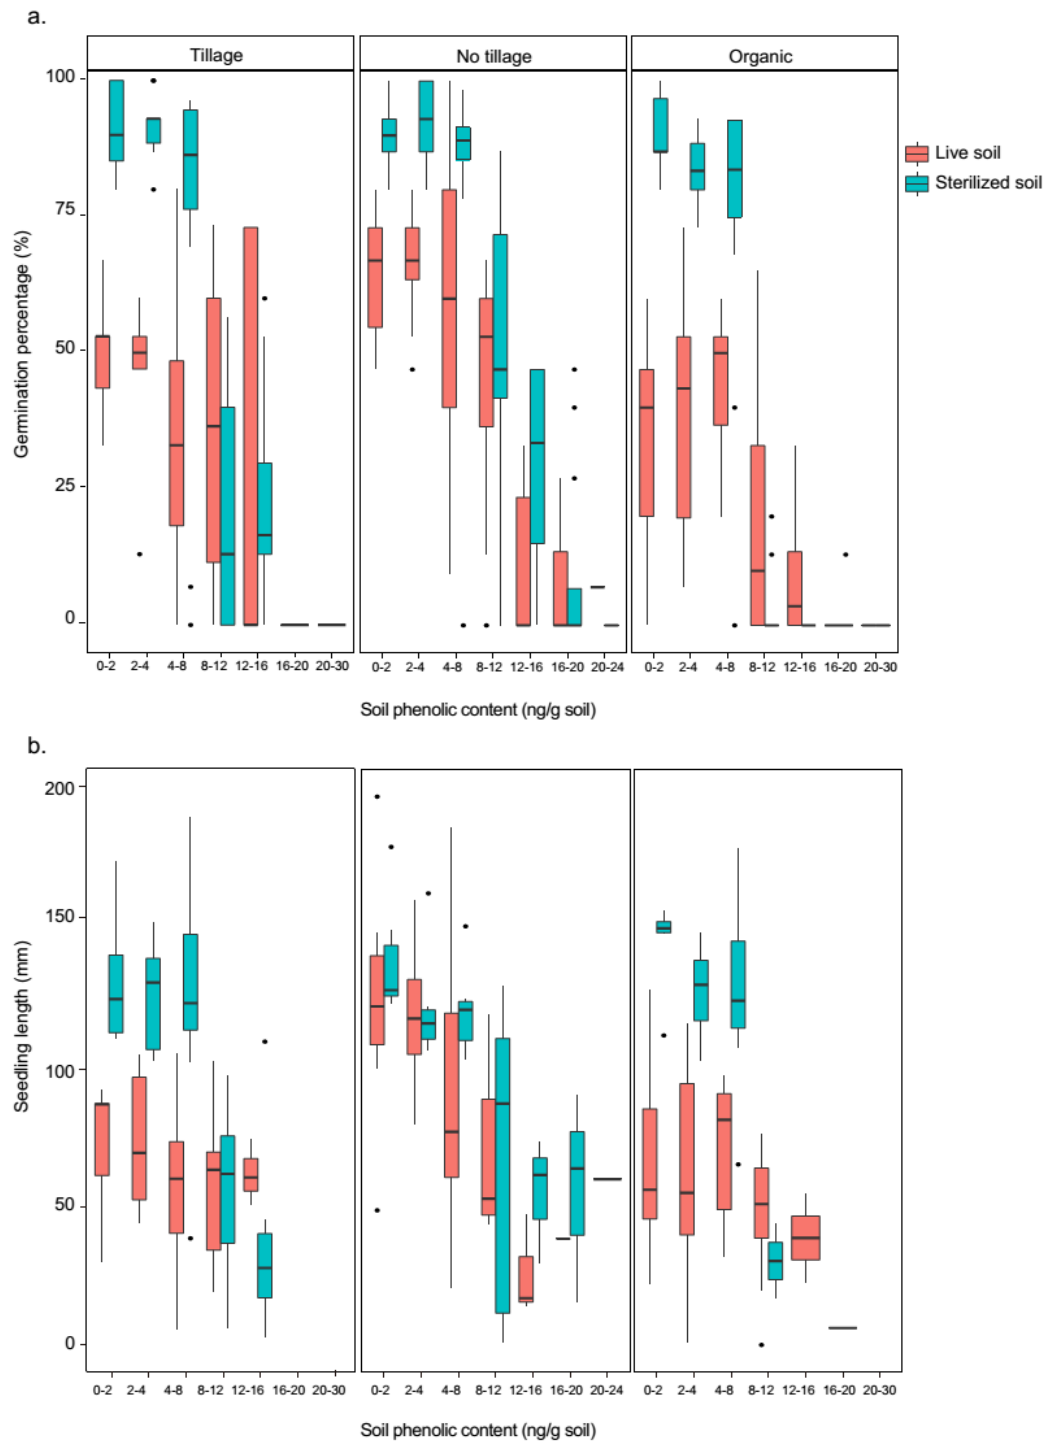 a.
Tillage No tillage Organic
100
75
50
25
0
Germination percentage (%)
Live soil
Sterilized soil
0-2 2-4 4-8 8-12 12-16 16-20 20-30 0-2 2-4 4-8 8-12 12-16 16-20 20-24 0-2 2-4 4-8 8-12 12-16 16-20 20-30
Soil phenolic content (ng/g soil)
b.
200
150
100
50
0
Seedling length (mm)
0-2 2-4 4-8 8-12 12-16 16-20 20-30 0-2 2-4 4-8 8-12 12-16 16-20 20-24 0-2 2-4 4-8 8-12 12-16 16-20 20-30
Soil phenolic content (ng/g soil)